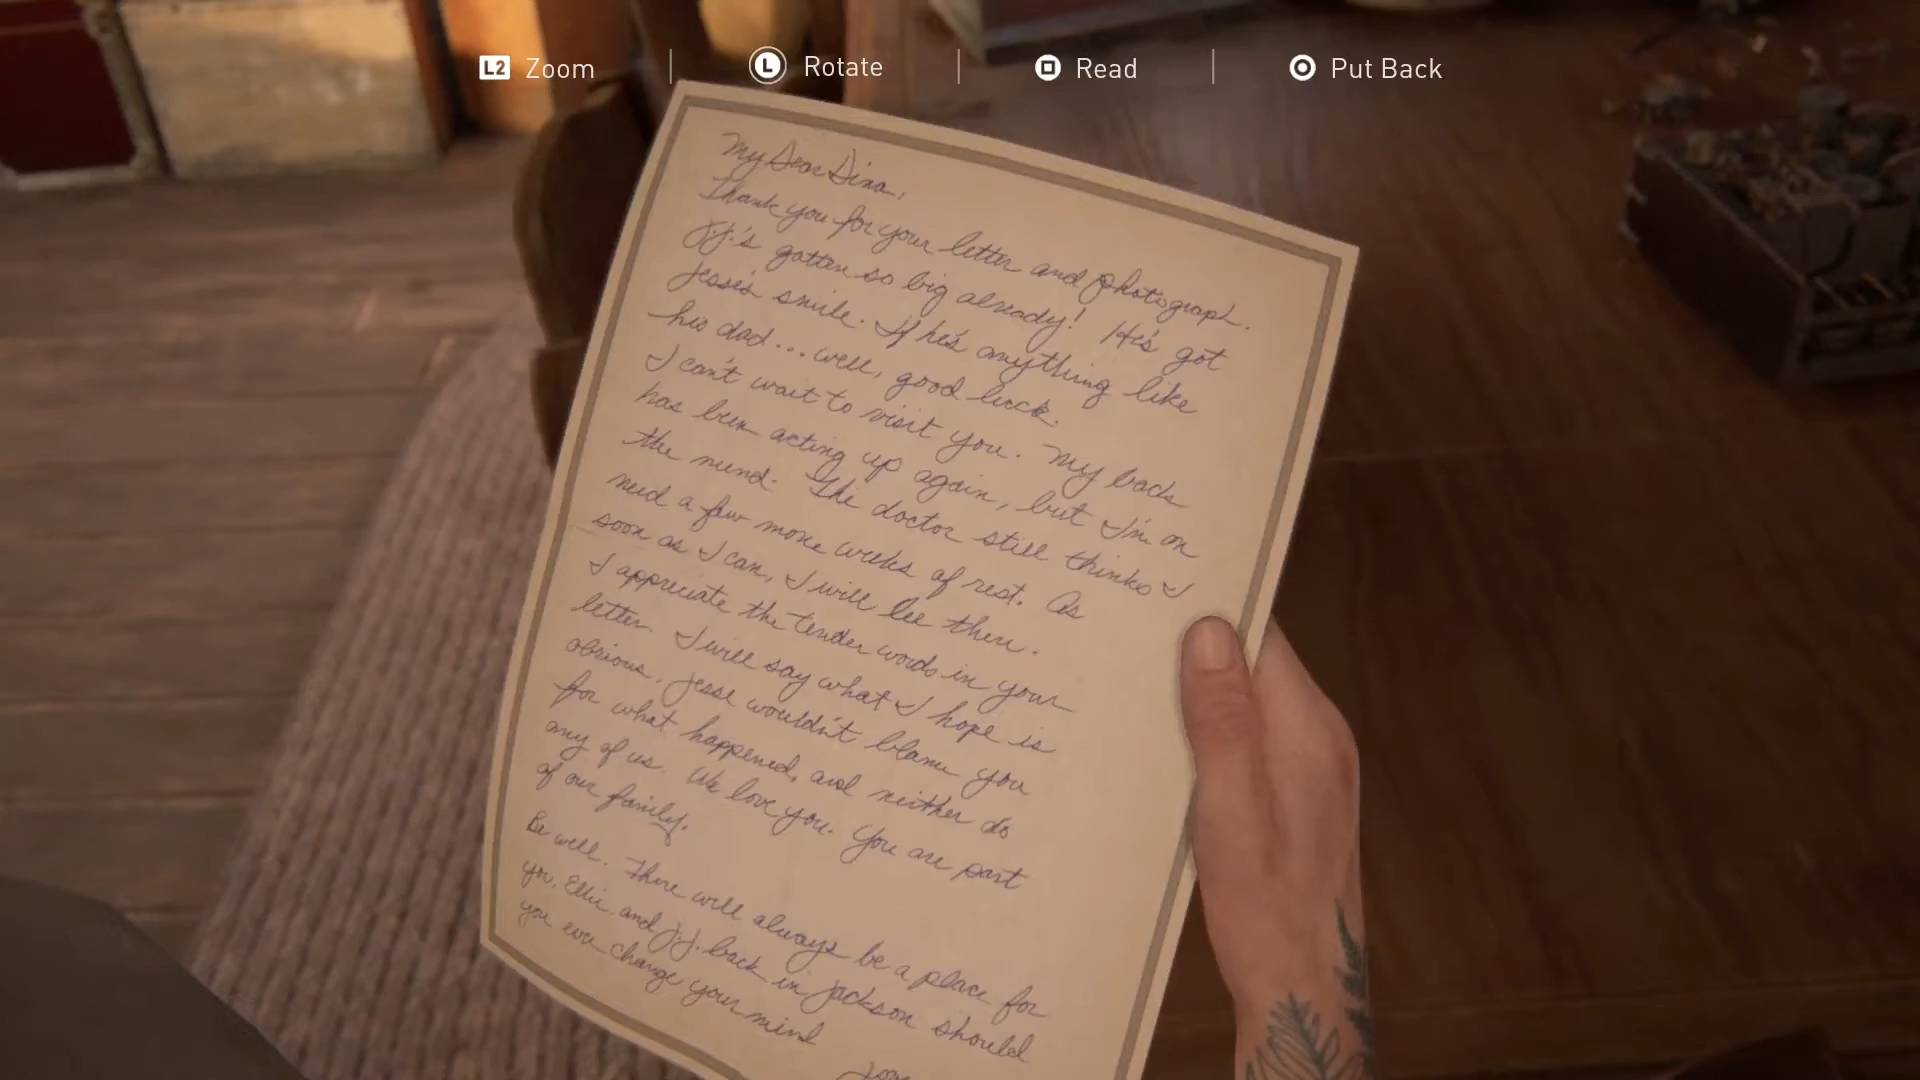 L2 Zoom | L Rotate | Read | Put Back
My Dear Dina,
Thank you for your letter and photograph.
J.J.'s gotten so big already! He's got
Jesse's smile. If he's anything like
his dad... well, good luck.
I can't wait to visit you. My back
has been acting up again, but I'm on
the mend. The doctor still thinks I
need a few more weeks of rest. As
soon as I can, I will be there.
I appreciate the tender words in your
letter. I will say what I hope is
obvious. Jesse wouldn't blame you
for what happened, and neither do
any of us. We love you. You are part
of our family.
Be well. There will always be a place for
you, Ellie, and J.J. back in Jackson should
you ever change your mind